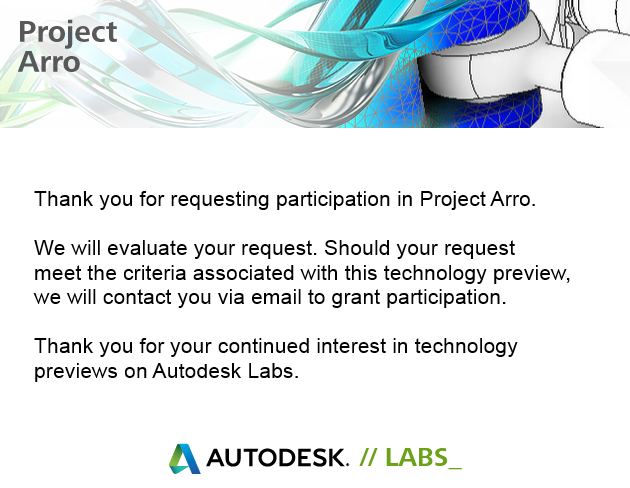 Project
Arro
Thank you for requesting participation in Project Arro.
We will evaluate your request. Should your request
meet the criteria associated with this technology preview,
we will contact you via email to grant participation.
Thank you for your continued interest in technology
previews on Autodesk Labs.
AUTODESK. // LABS_